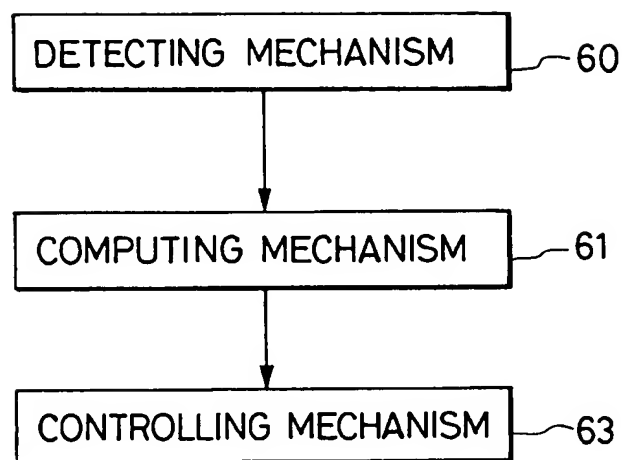 DETECTING MECHANISM 60
COMPUTING MECHANISM 61
CONTROLLING MECHANISM 63